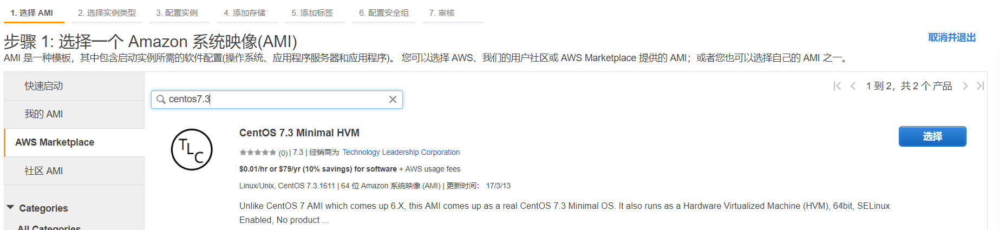 1. 选择 AMI 2. 选择实例类型 3. 配置实例 4. 添加存储 5. 添加标签 6. 配置安全组 7. 审核
步骤 1: 选择一个 Amazon 系统映像(AMI)
取消并退出
AMI 是一种模板，其中包含启动实例所需的软件配置(操作系统、应用程序服务器和应用程序)。 您可以选择 AWS、我们的用户社区或 AWS Marketplace 提供的 AMI；或者您也可以选择自己的 AMI 之一。
快速启动
我的 AMI
AWS Marketplace
社区 AMI
Categories
All Categories
1 到 2，共 2 个 产品
centos7.3
TLC
CentOS 7.3 Minimal HVM
选择
(0) | 7.3 | 经销商为 Technology Leadership Corporation
$0.01/hr or $79/yr (10% savings) for software + AWS usage fees
Linux/Unix, CentOS 7.3.1611 | 64 位 Amazon 系统映像 (AMI) | 更新时间： 17/3/13
Unlike CentOS 7 AMI which comes up 6.X, this AMI comes up as a real CentOS 7.3 Minimal OS. It also runs as a Hardware Virtualized Machine (HVM), 64bit, SELinux
Enabled, No product ...